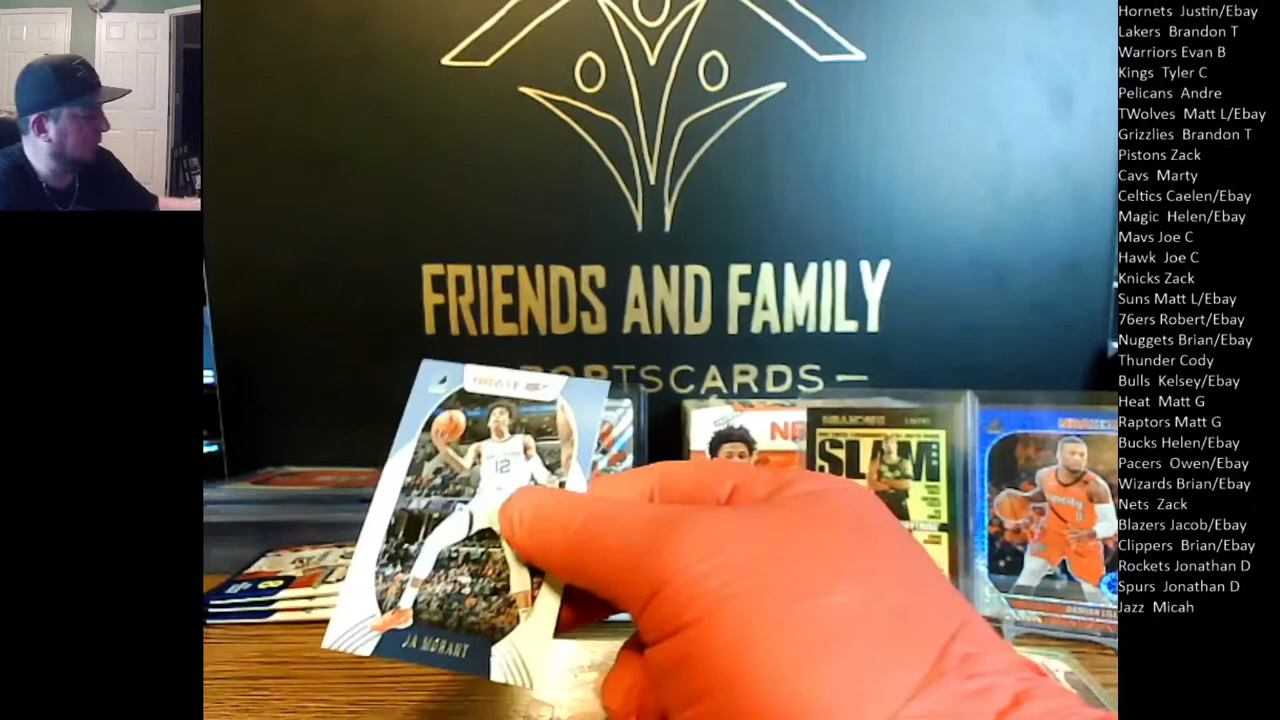 FRIENDS AND FAMILY
SPORTSCARDS
12
JA MORANT
SLAM
Hornets Justin/Ebay
Lakers Brandon T
Warriors Evan B
Kings Tyler C
Pelicans Andre
TWolves Matt L/Ebay
Grizzlies Brandon T
Pistons Zack
Cavs Marty
Celtics Caelen/Ebay
Magic Helen/Ebay
Mavs Joe C
Hawk Joe C
Knicks Zack
Suns Matt L/Ebay
76ers Robert/Ebay
Nuggets Brian/Ebay
Thunder Cody
Bulls Kelsey/Ebay
Heat Matt G
Raptors Matt G
Bucks Helen/Ebay
Pacers Owen/Ebay
Wizards Brian/Ebay
Nets Zack
Blazers Jacob/Ebay
Clippers Brian/Ebay
Rockets Jonathan D
Spurs Jonathan D
Jazz Micah